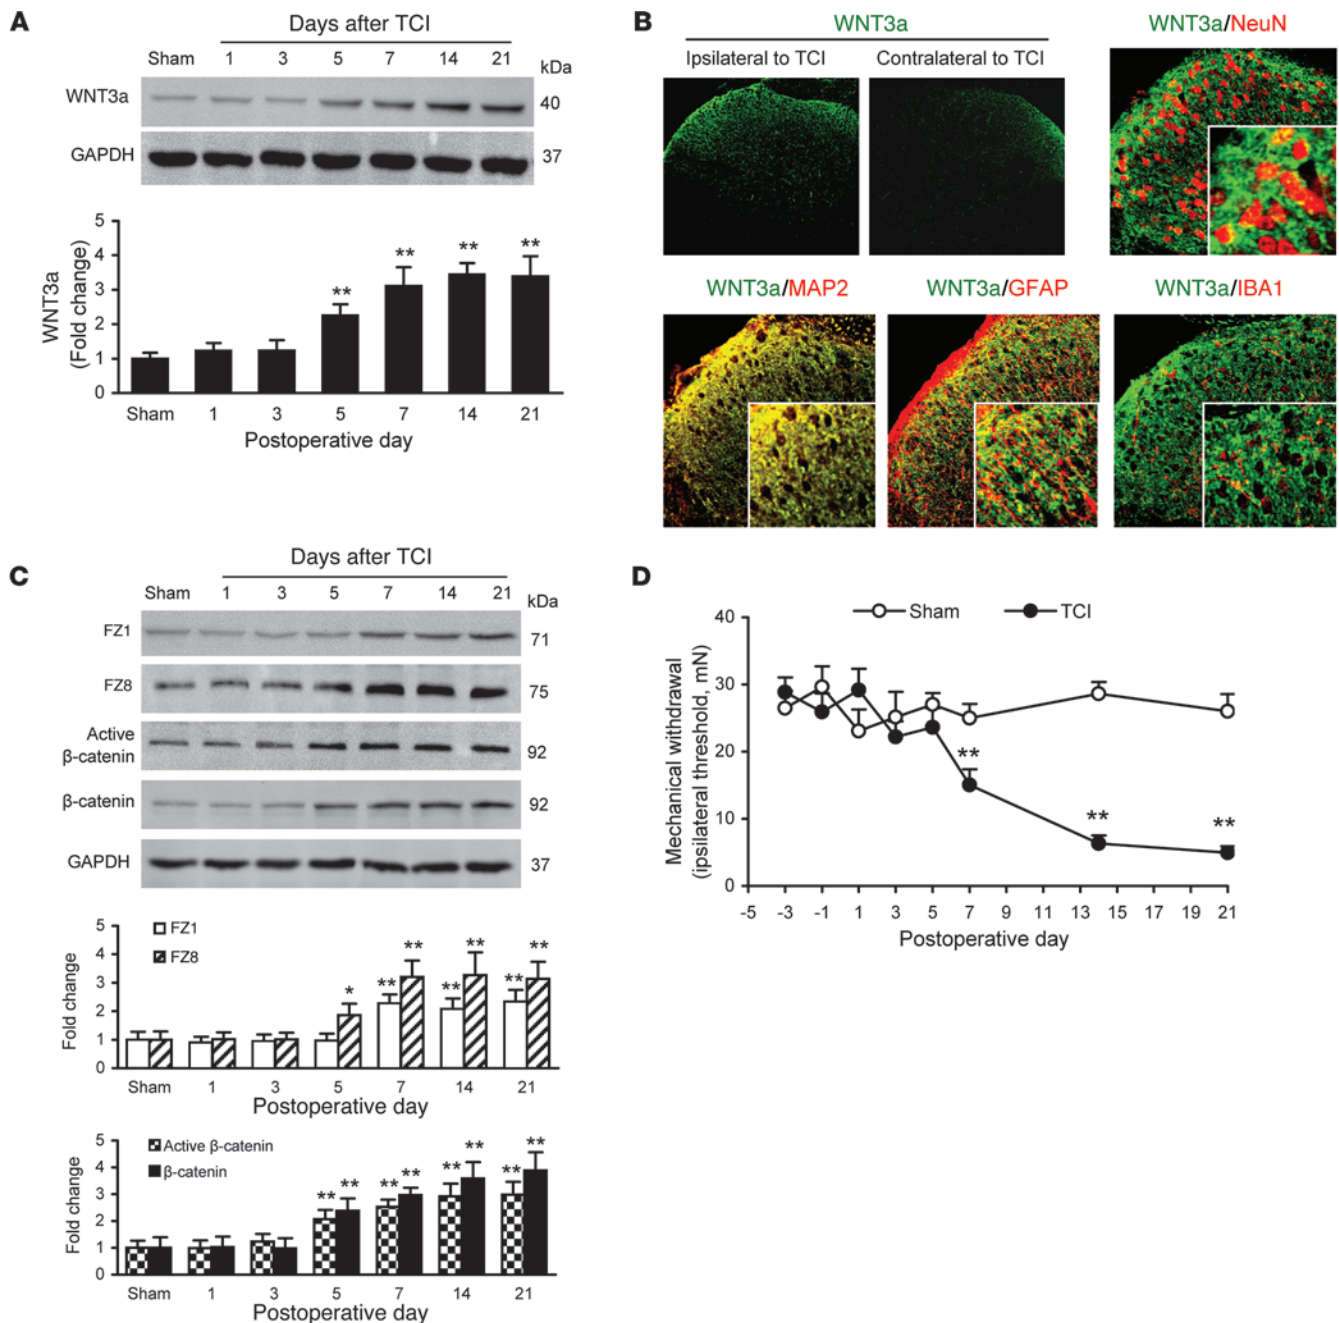 A
Days after TCI
Sham 1 3 5 7 14 21 kDa
WNT3a 40
GAPDH 37
WNT3a
(Fold change)
5
4
3
2
1
0
** ** ** **
Sham 1 3 5 7 14 21
Postoperative day
B
WNT3a
Ipsilateral to TCI Contralateral to TCI
WNT3a/NeuN
WNT3a/MAP2 WNT3a/GFAP WNT3a/IBA1
C
Days after TCI
Sham 1 3 5 7 14 21 kDa
FZ1 71
FZ8 75
Active
β-catenin 92
β-catenin 92
GAPDH 37
Fold change
5
4
3
2
1
0
FZ1
FZ8
* ** ** ** ** ** **
Sham 1 3 5 7 14 21
Postoperative day
Fold change
5
4
3
2
1
0
Active β-catenin
β-catenin
** ** ** ** ** ** ** **
Sham 1 3 5 7 14 21
Postoperative day
D
Sham TCI
Mechanical withdrawal
(ipsilateral threshold, mN)
40
30
20
10
0
** ** **
-5 -3 -1 1 3 5 7 9 11 13 15 17 19 21
Postoperative day